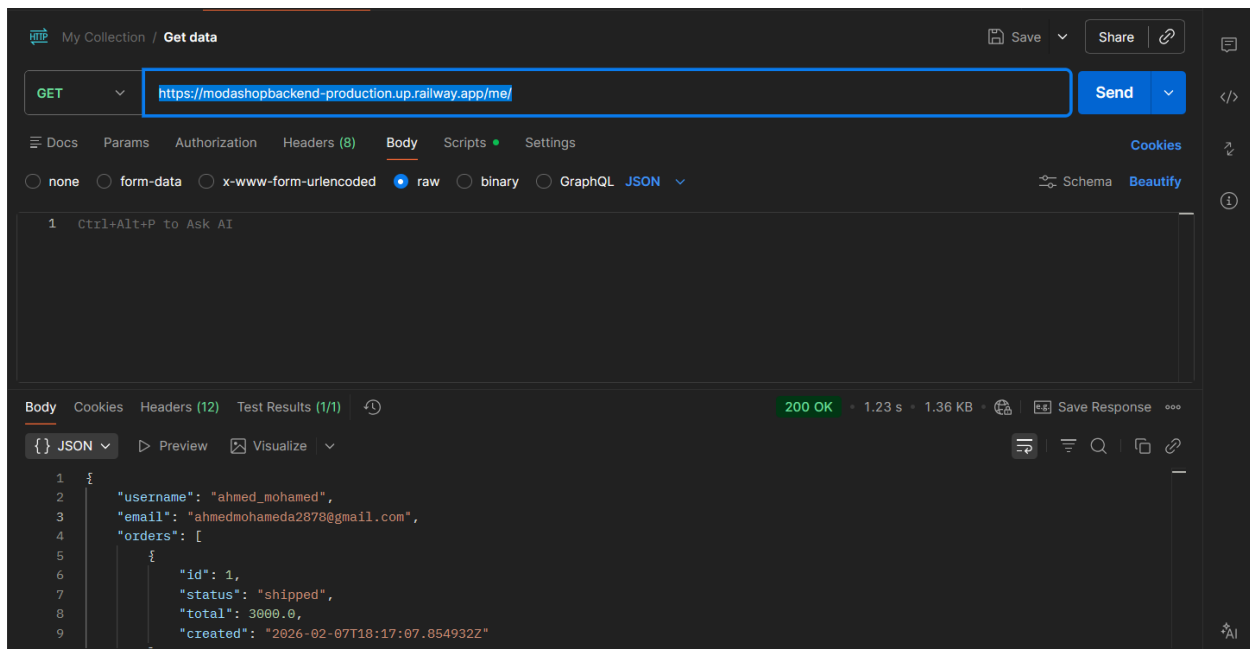 HTTP My Collection / Get data Save Share
GET https://modashopbackend-production.up.railway.app/me/ Send
Docs Params Authorization Headers (8) Body Scripts Settings Cookies
none form-data x-www-form-urlencoded raw binary GraphQL JSON Schema Beautify
1 Ctrl+Alt+P to Ask AI
Body Cookies Headers (12) Test Results (1/1) 200 OK • 1.23 s • 1.36 KB • e.g. Save Response
{} JSON Preview Visualize
1 {
2 "username": "ahmed_mohamed",
3 "email": "ahmedmohameda2878@gmail.com",
4 "orders": [
5 {
6 "id": 1,
7 "status": "shipped",
8 "total": 3000.0,
9 "created": "2026-02-07T18:17:07.854932Z"
AI